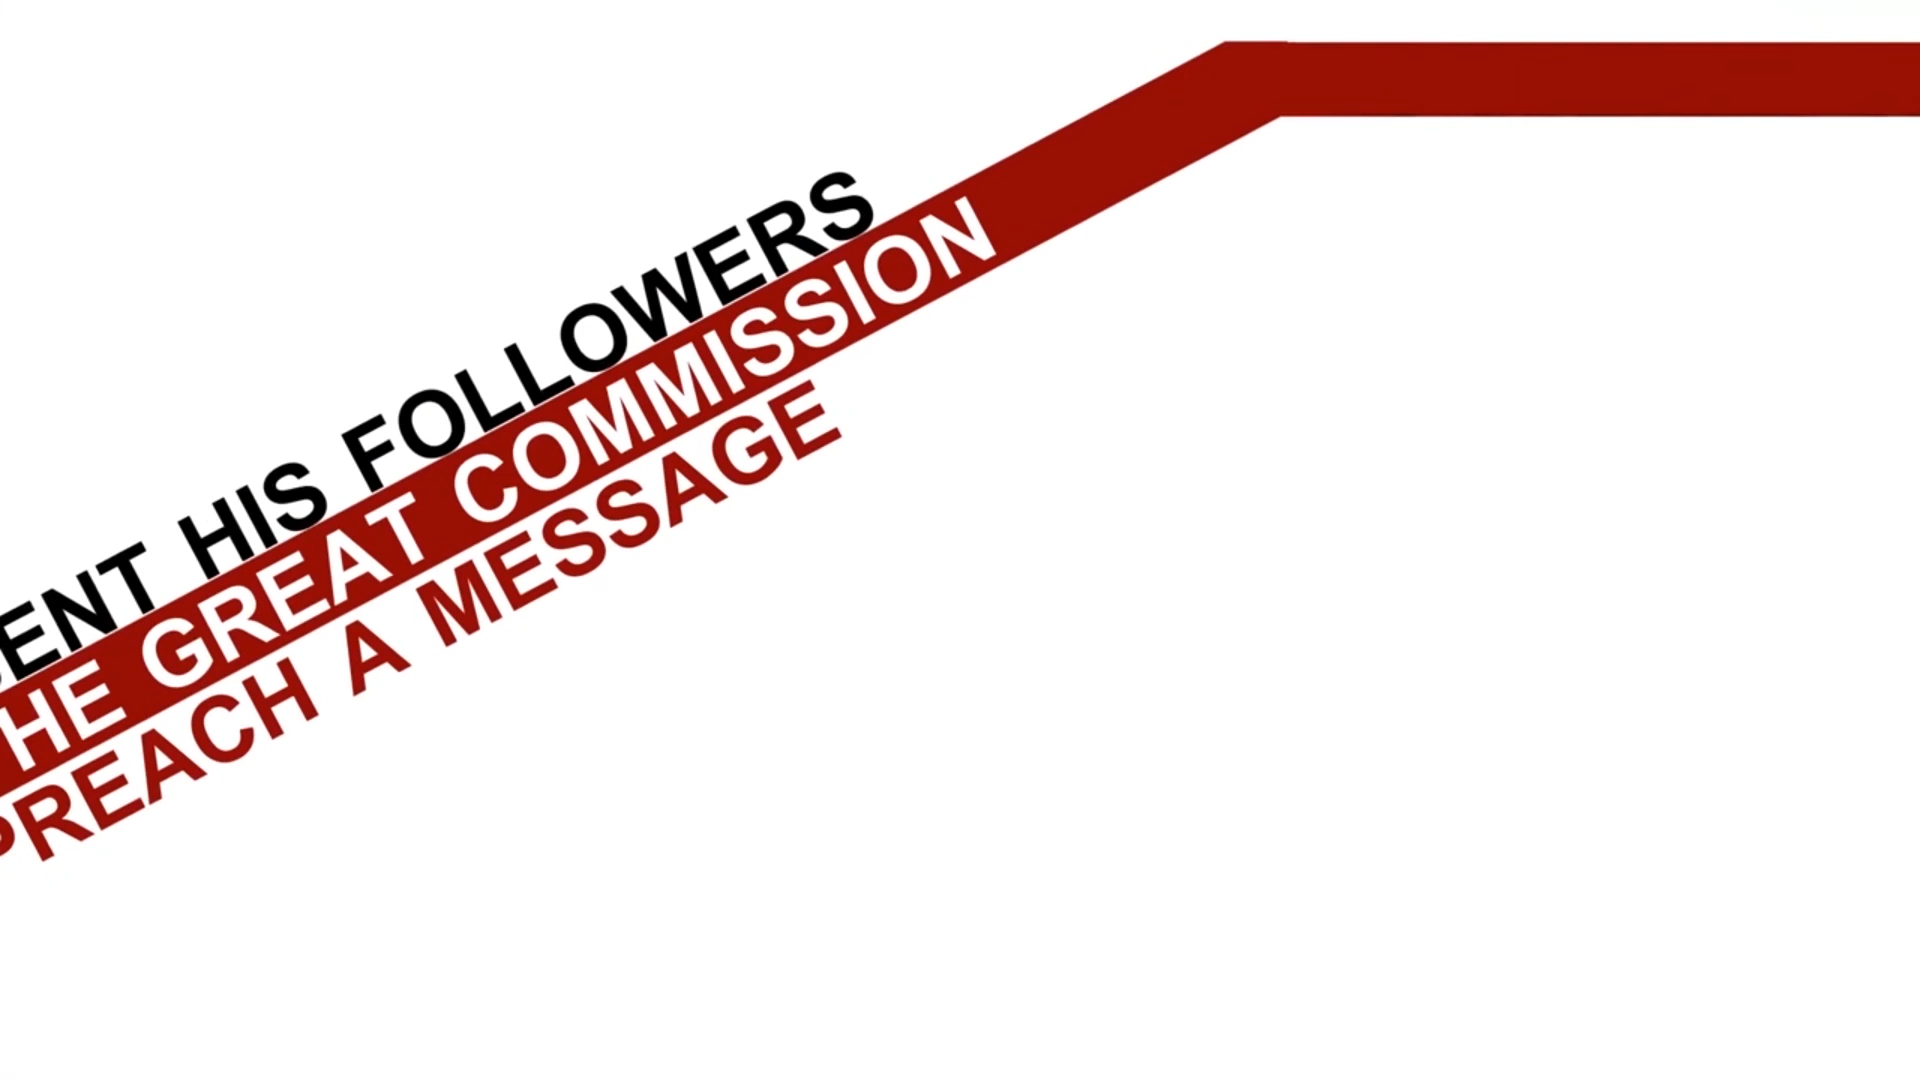 ENT HIS FOLLOWERS
HE GREAT COMMISSION
PREACH A MESSAGE